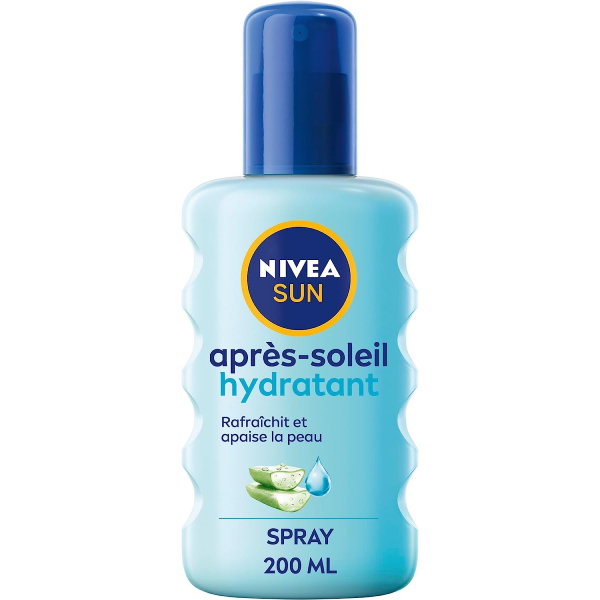 NIVEA
SUN
après-soleil
hydratant
Rafraîchit et
apaise la peau
SPRAY
200 ML